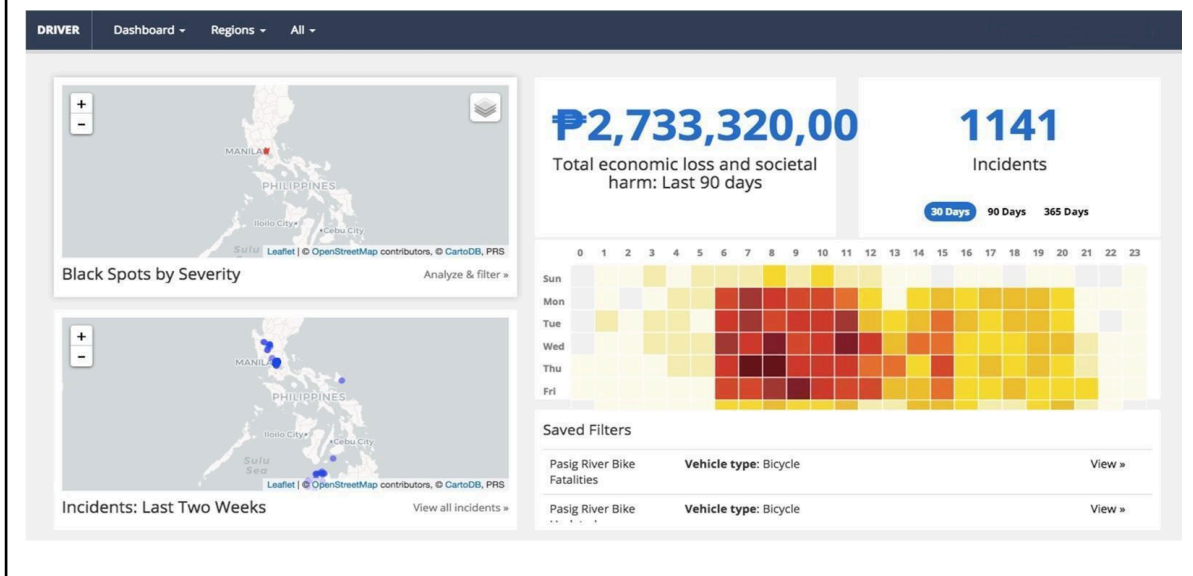 DRIVER Dashboard Regions All
+
−
MANILA
PHILIPPINES
Iloilo City
Cebu City
Sulu
Leaflet | © OpenStreetMap contributors, © CartoDB, PRS
Black Spots by Severity
Analyze & filter »
+
−
MANILA
PHILIPPINES
Iloilo City
Cebu City
Sulu
Sea
Leaflet | © OpenStreetMap contributors, © CartoDB, PRS
Incidents: Last Two Weeks
View all incidents »
₱2,733,320,00
Total economic loss and societal
harm: Last 90 days
1141
Incidents
30 Days 90 Days 365 Days
0 1 2 3 4 5 6 7 8 9 10 11 12 13 14 15 16 17 18 19 20 21 22 23
Sun
Mon
Tue
Wed
Thu
Fri
Saved Filters
Pasig River Bike Vehicle type: Bicycle View »
Fatalities
Pasig River Bike Vehicle type: Bicycle View »